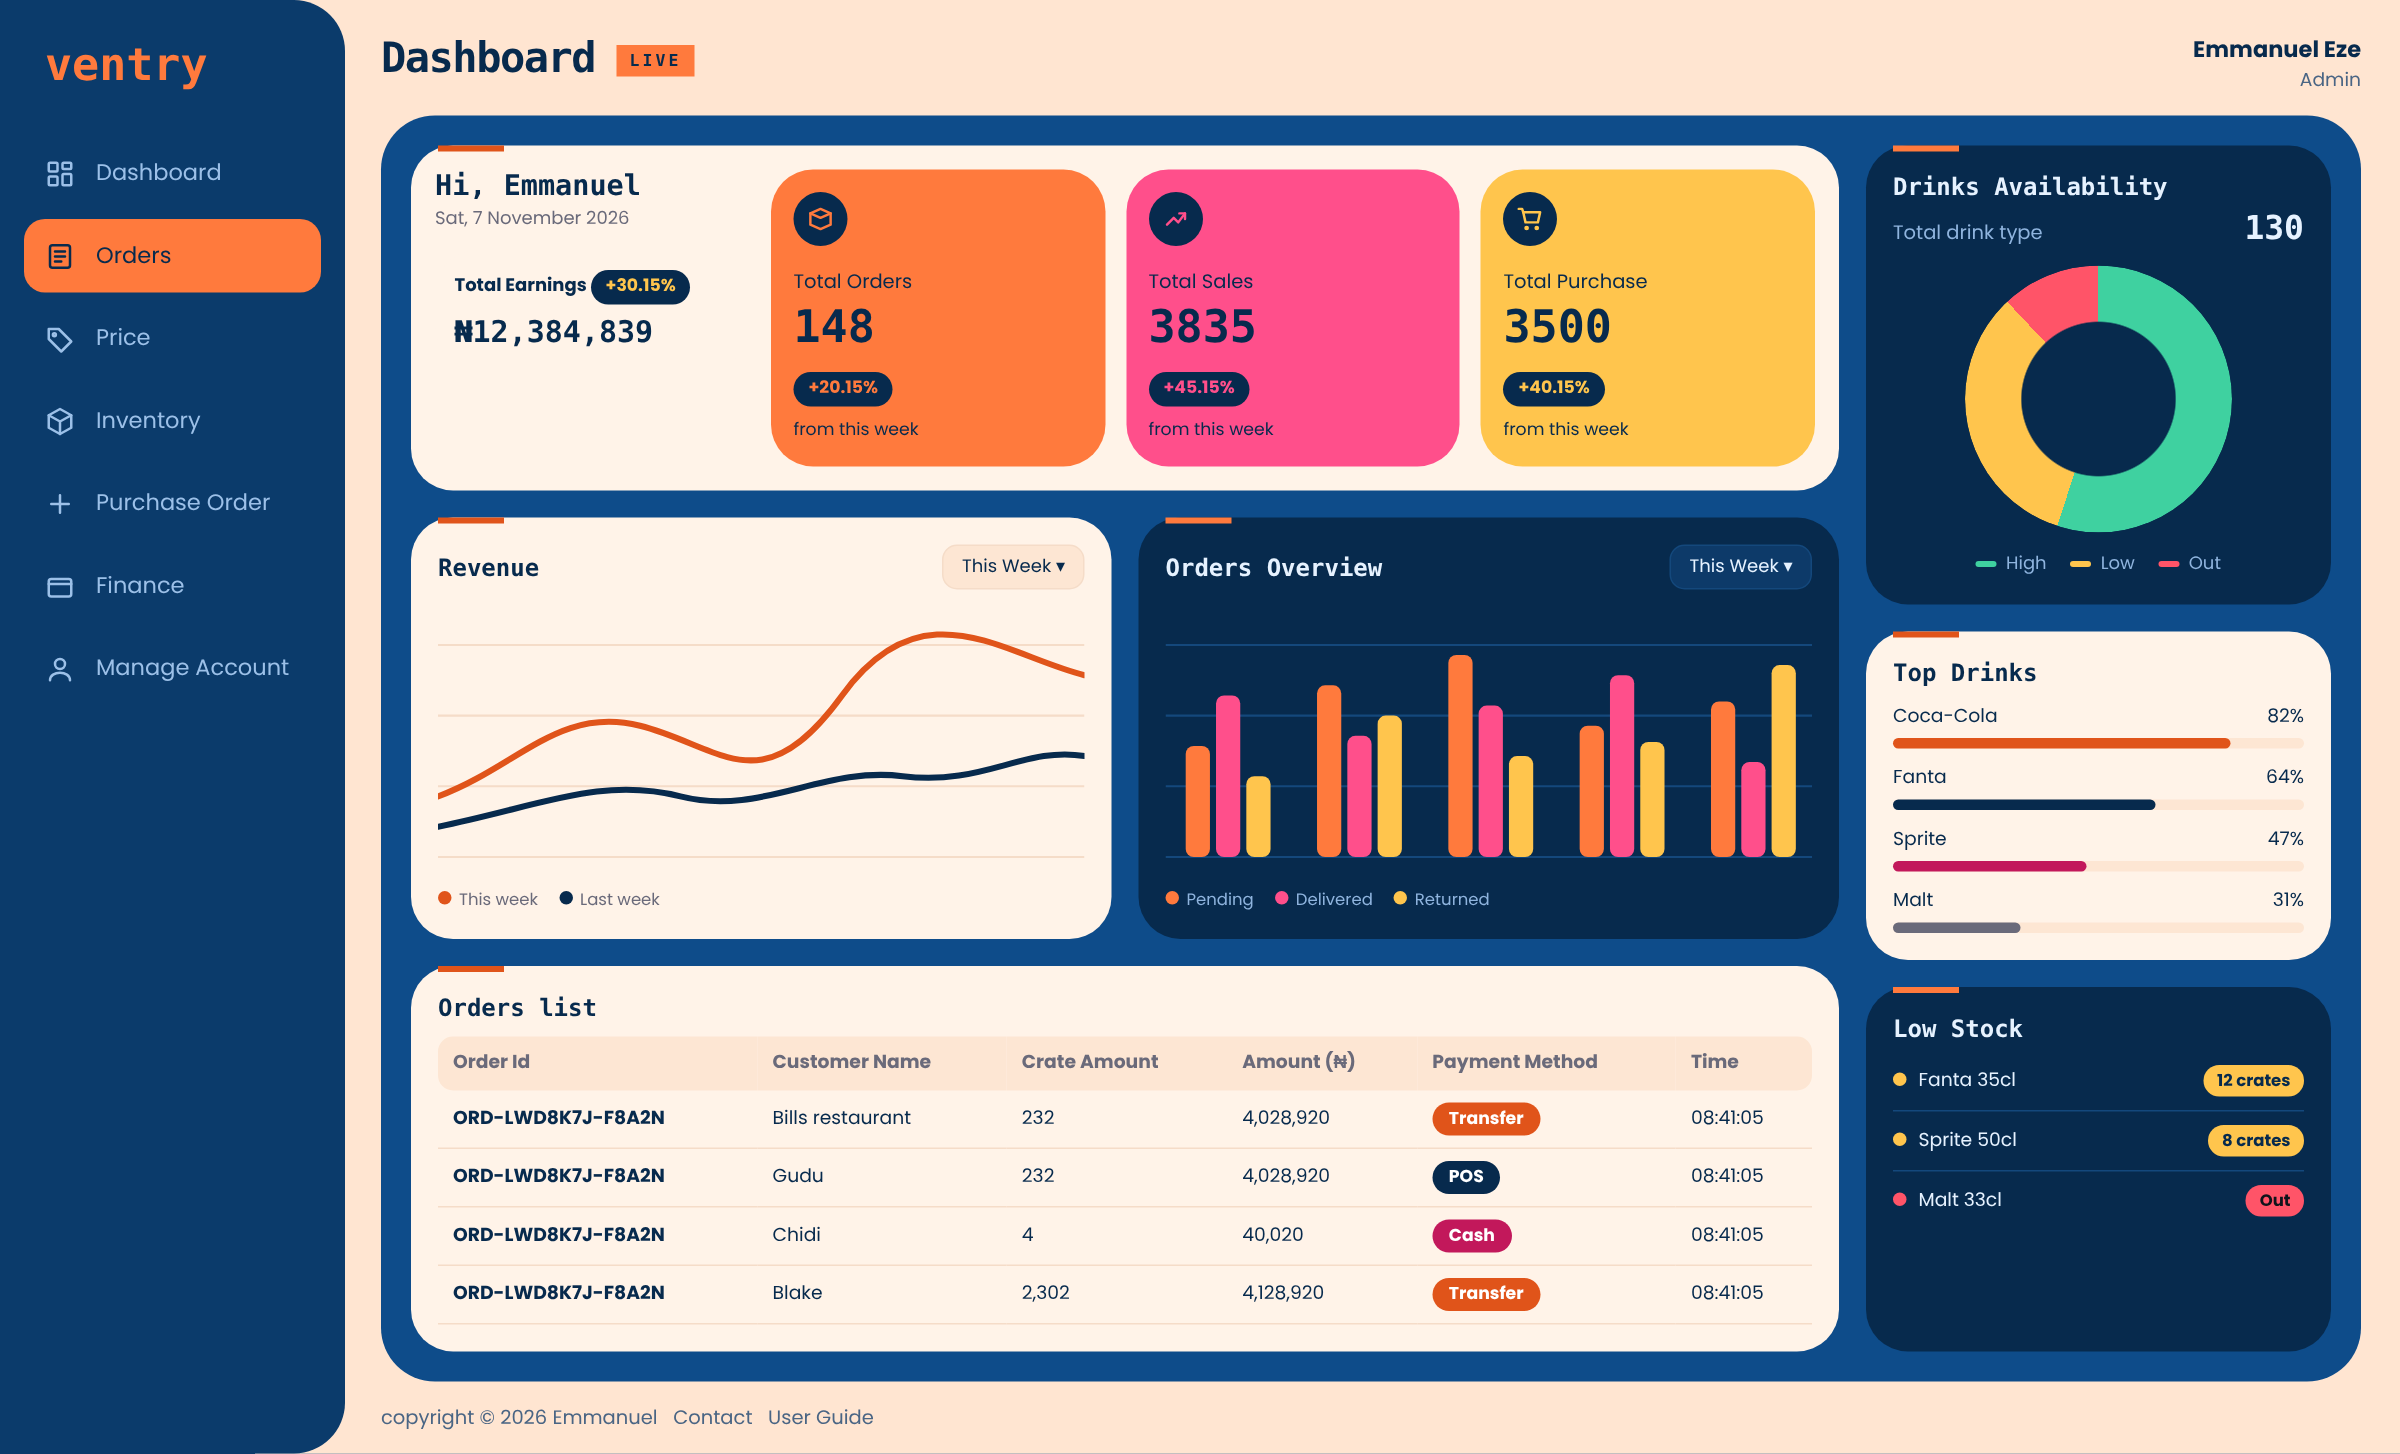 ventry
Dashboard
Orders
Price
Inventory
Purchase Order
Finance
Manage Account
Dashboard LIVE
Emmanuel Eze
Admin
Hi, Emmanuel
Sat, 7 November 2026
Total Earnings +30.15%
₦12,384,839
Total Orders
148
+20.15%
from this week
Total Sales
3835
+45.15%
from this week
Total Purchase
3500
+40.15%
from this week
Drinks Availability
Total drink type 130
High Low Out
Revenue This Week ▾
This week Last week
Orders Overview This Week ▾
Pending Delivered Returned
Top Drinks
Coca-Cola 82%
Fanta 64%
Sprite 47%
Malt 31%
Orders list
Order Id Customer Name Crate Amount Amount (₦) Payment Method Time
ORD-LWD8K7J-F8A2N Bills restaurant 232 4,028,920 Transfer 08:41:05
ORD-LWD8K7J-F8A2N Gudu 232 4,028,920 POS 08:41:05
ORD-LWD8K7J-F8A2N Chidi 4 40,020 Cash 08:41:05
ORD-LWD8K7J-F8A2N Blake 2,302 4,128,920 Transfer 08:41:05
Low Stock
Fanta 35cl 12 crates
Sprite 50cl 8 crates
Malt 33cl Out
copyright © 2026 Emmanuel Contact User Guide